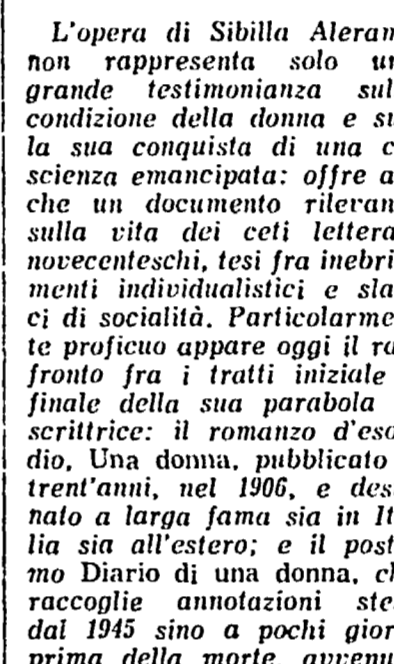 L'opera di Sibilla Aleram
non rappresenta solo un
grande testimonianza sul
condizione della donna e su
la sua conquista di una c
scienza emancipata: offre a
che un documento rilevan
sulla vita dei ceti lettera
novecenteschi, tesi fra inebri
menti individualistici e sla
ci di socialità. Particolarme
te proficuo appare oggi il ra
fronto fra i tratti iniziale
finale della sua parabola
scrittrice: il romanzo d'eso
dio, Una donna, pubblicato
trent'anni, nel 1906, e des
nato a larga fama sia in It
lia sia all'estero; e il post
mo Diario di una donna, ch
raccoglie annotazioni ste
dal 1945 sino a pochi gior
prima della morte, avvenu